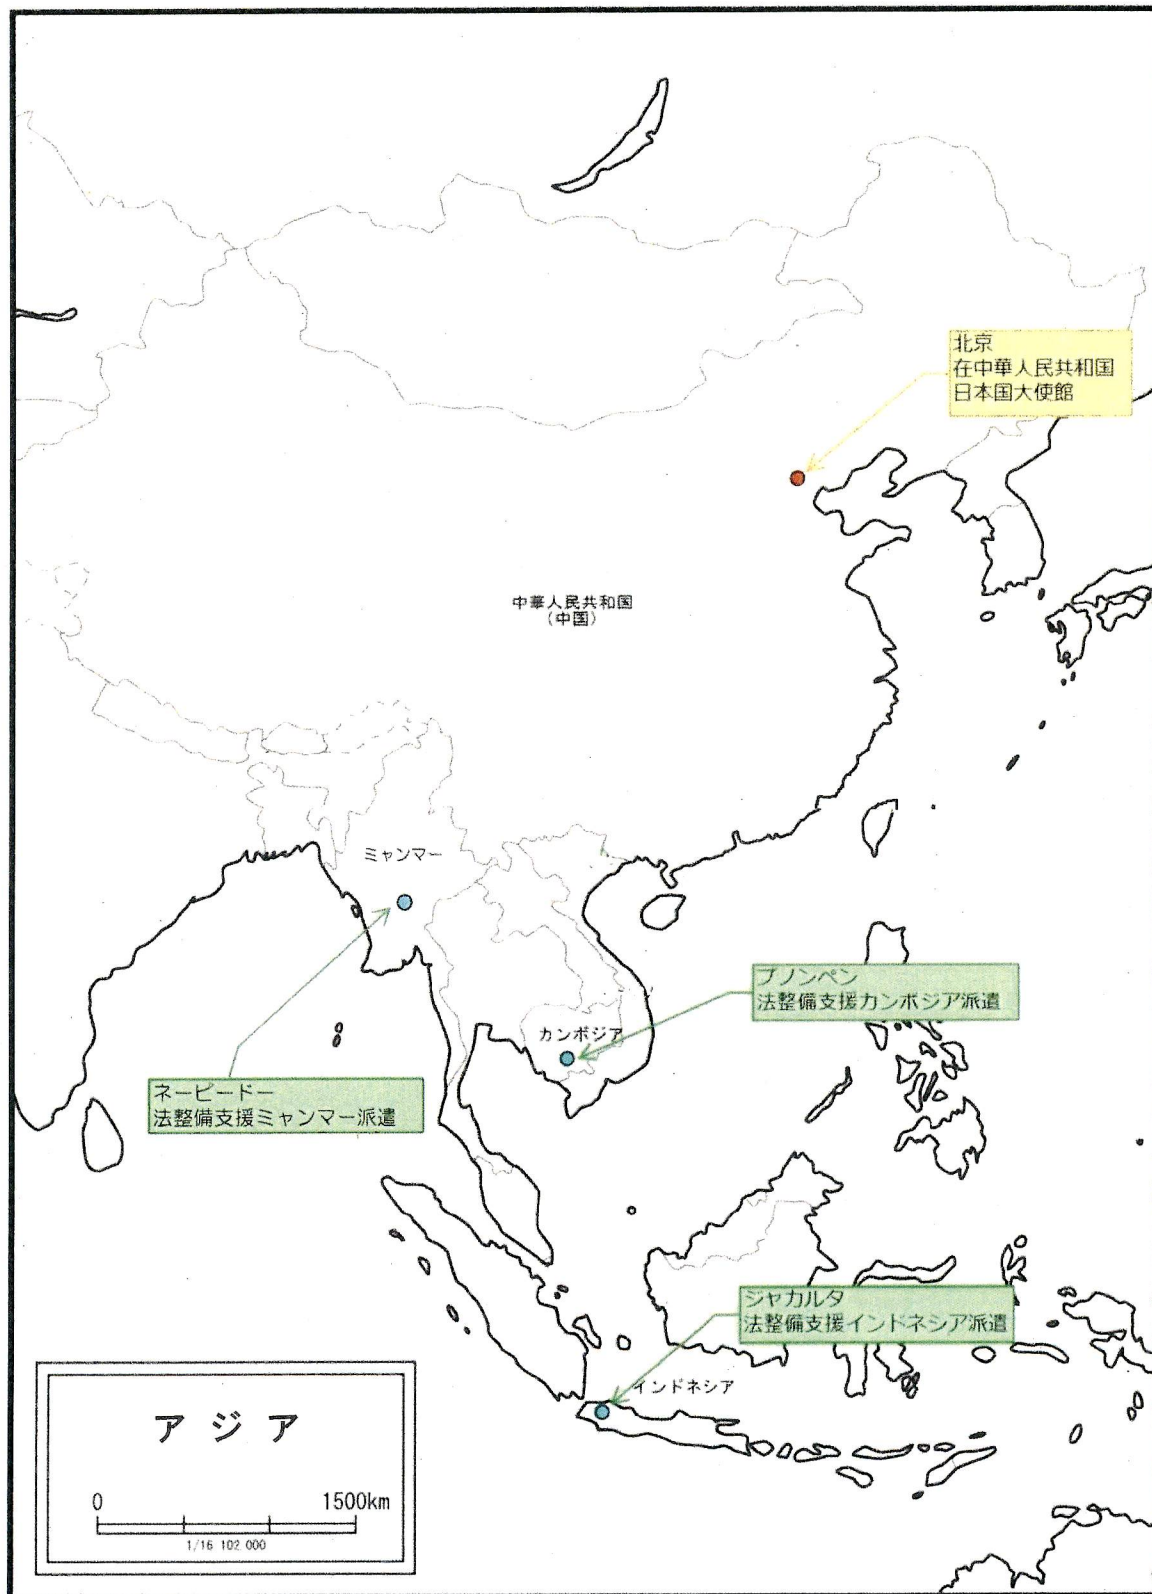 北京
在中華人民共和国
日本国大使館
中華人民共和国
（中国）
ミャンマー
プノンペン
法整備支援カンボジア派遣
カンボジア
ネーピードー
法整備支援ミャンマー派遣
ジャカルタ
法整備支援インドネシア派遣
インドネシア
アジア
0 1500km
1/16 102 000